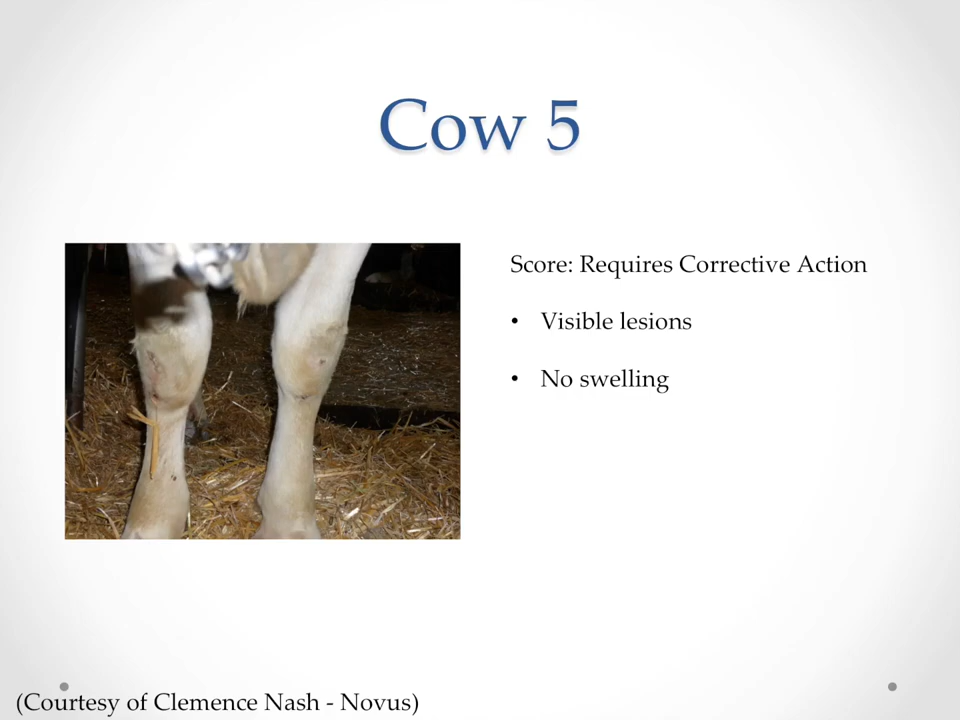 Cow 5
Score: Requires Corrective Action
• Visible lesions
• No swelling
(Courtesy of Clemence Nash - Novus)